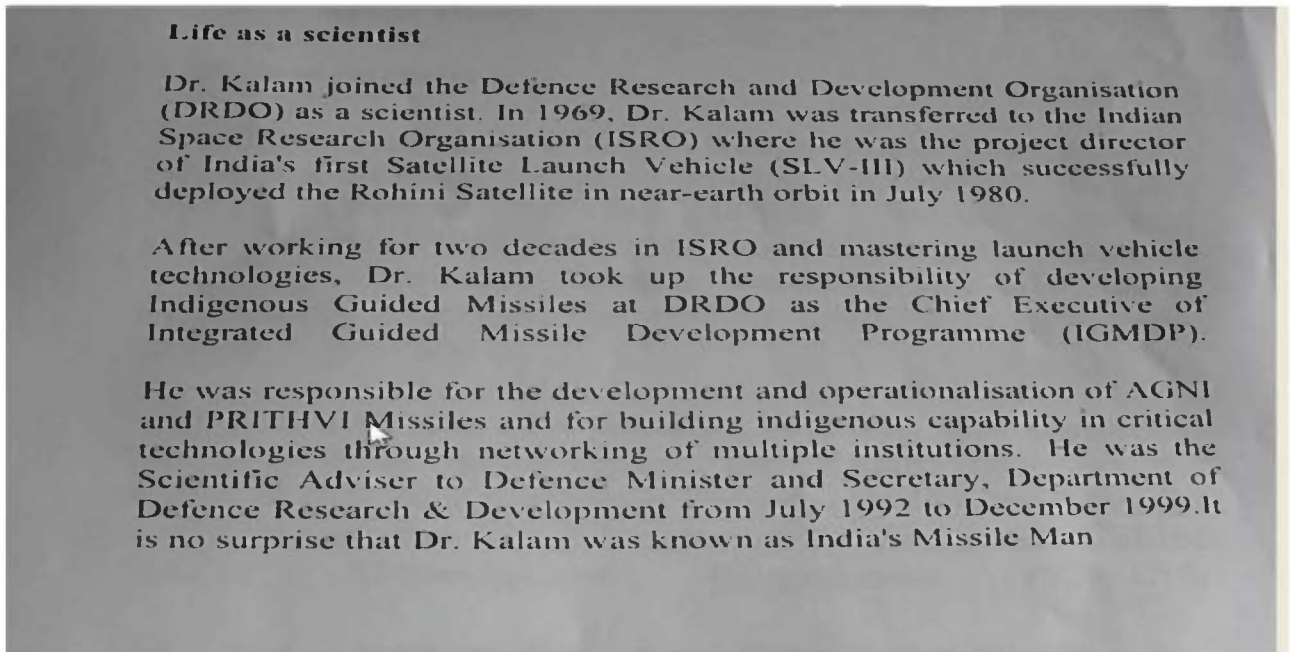 Life as a scientist
Dr. Kalam joined the Defence Research and Development Organisation
(DRDO) as a scientist. In 1969, Dr. Kalam was transferred to the Indian
Space Research Organisation (ISRO) where he was the project director
of India's first Satellite Launch Vehicle (SLV-III) which successfully
deployed the Rohini Satellite in near-earth orbit in July 1980.
After working for two decades in ISRO and mastering launch vehicle
technologies, Dr. Kalam took up the responsibility of developing
Indigenous Guided Missiles at DRDO as the Chief Executive of
Integrated Guided Missile Development Programme (IGMDP).
He was responsible for the development and operationalisation of AGNI
and PRITHVI Missiles and for building indigenous capability in critical
technologies through networking of multiple institutions. He was the
Scientific Adviser to Defence Minister and Secretary, Department of
Defence Research & Development from July 1992 to December 1999.It
is no surprise that Dr. Kalam was known as India's Missile Man